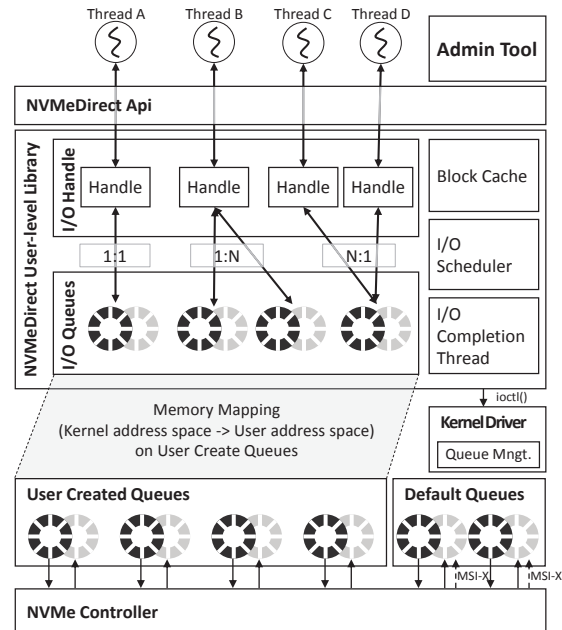 Thread A
Thread B
Thread C
Thread D
Admin Tool
NVMeDirect Api
NVMeDirect User-level Library
I/O Handle
Handle
Handle
Handle
Handle
Block Cache
1:1
1:N
N:1
I/O
Scheduler
I/O Queues
I/O
Completion
Thread
ioctl()
Memory Mapping
(Kernel address space -> User address space)
on User Create Queues
Kernel Driver
Queue Mngt.
User Created Queues
Default Queues
MSI-X
MSI-X
NVMe Controller